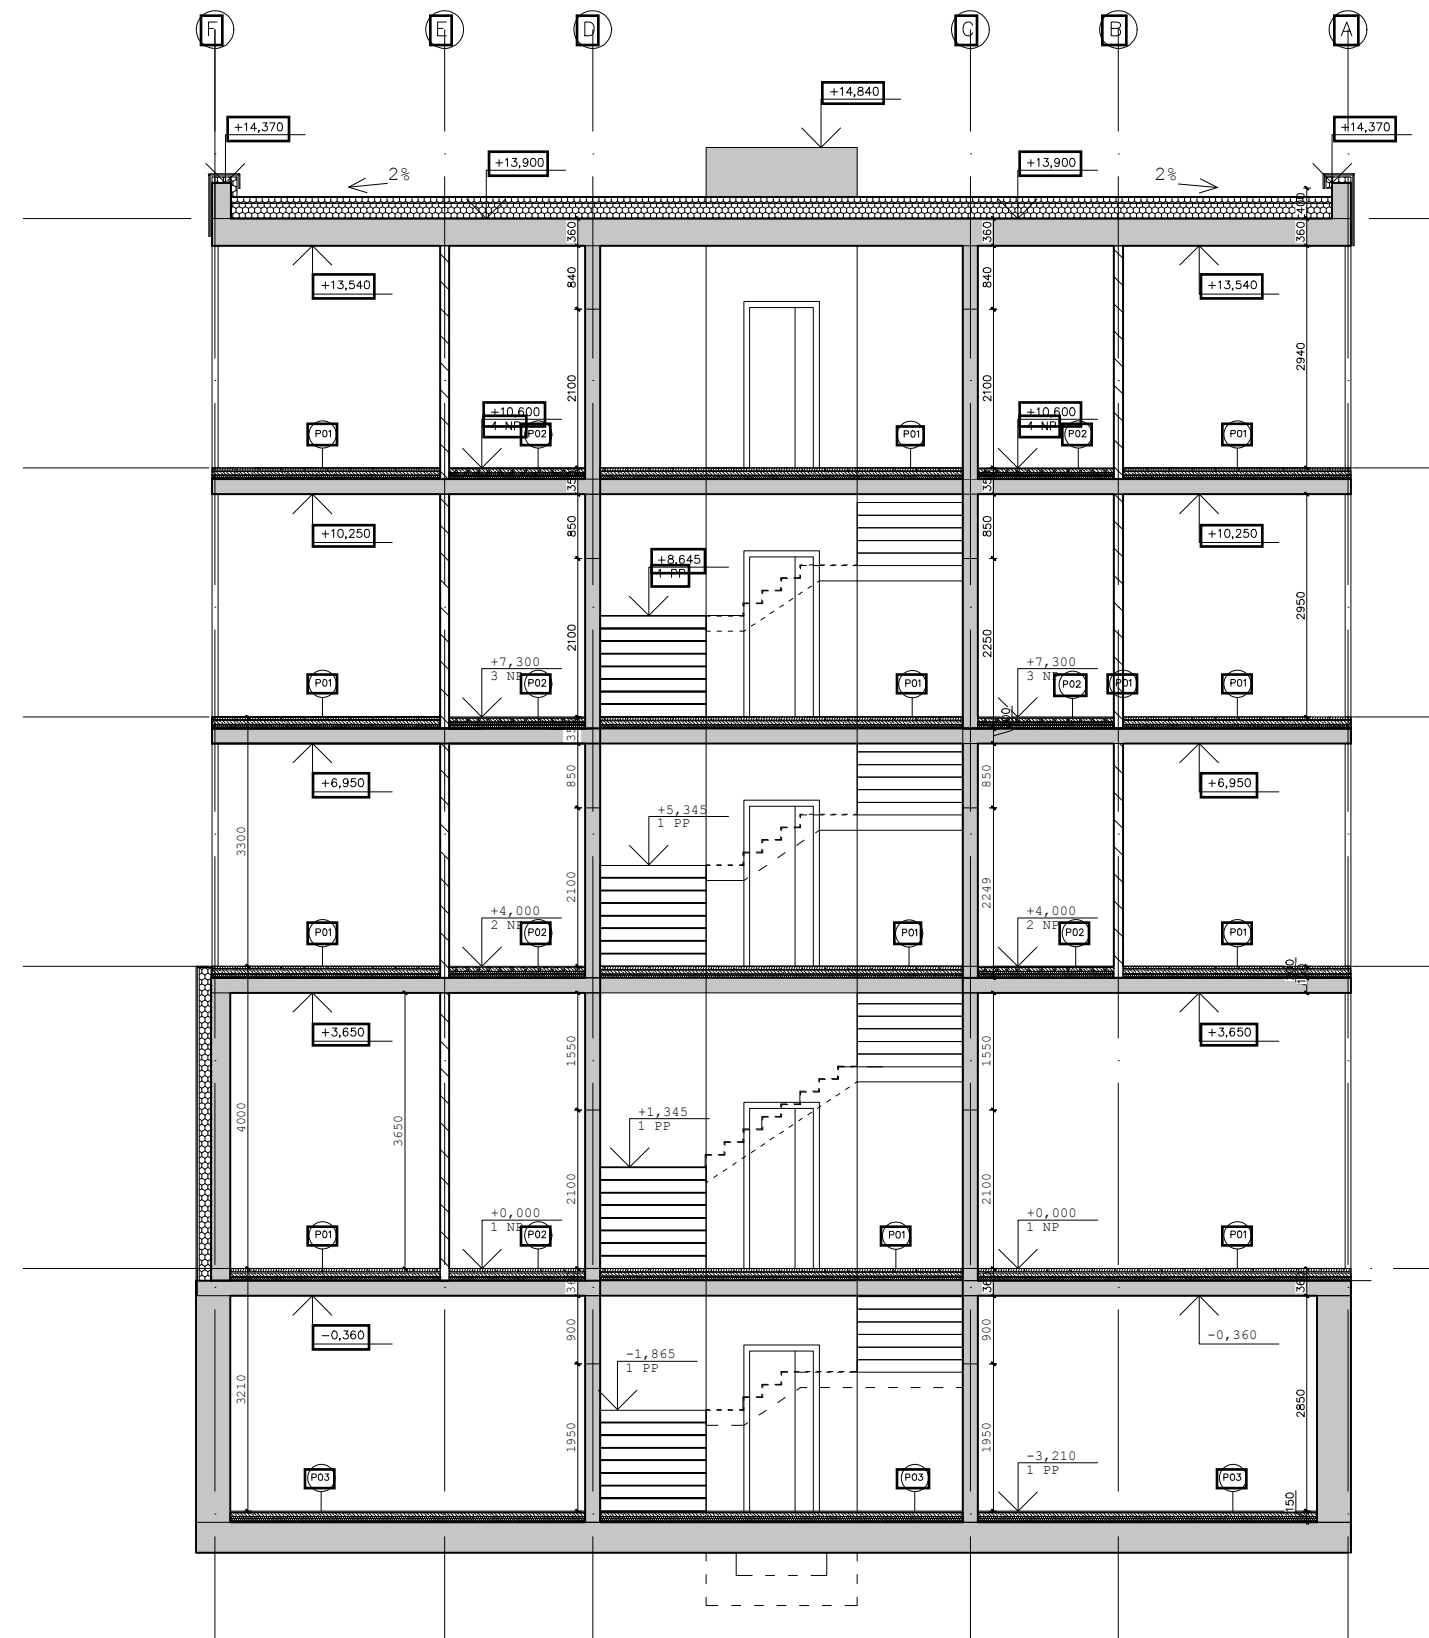 F E D C B A
+14,840
+14,370 +14,370
+13,900 +13,900
2% 2%
400
360 360 360
+13,540 840 840 +13,540
2940
2100 2100
+10,600 +10,600
4 NP 4 NP
P01 P02 P01 P02 P01
+10,250 850 850 +10,250
+8,645
1 PP
2950
2100 2250
+7,300 +7,300
3 NP 3 NP
P01 P02 P01 P02 P01 P01
+6,950 850 850 +6,950
+5,345
1 PP
3300
2100 2249
+4,000 +4,000
2 NP 2 NP
P01 P02 P01 P02 P01
+3,650 1550 1550 +3,650
4000 3650
+1,345
1 PP
2100 2100
+0,000 +0,000
1 NP 1 NP
P01 P02 P01 P01
-0,360 900 900 -0,360
-1,865
1 PP
3210 2850
1950 1950
-3,210
1 PP
P03 P03 P03
150